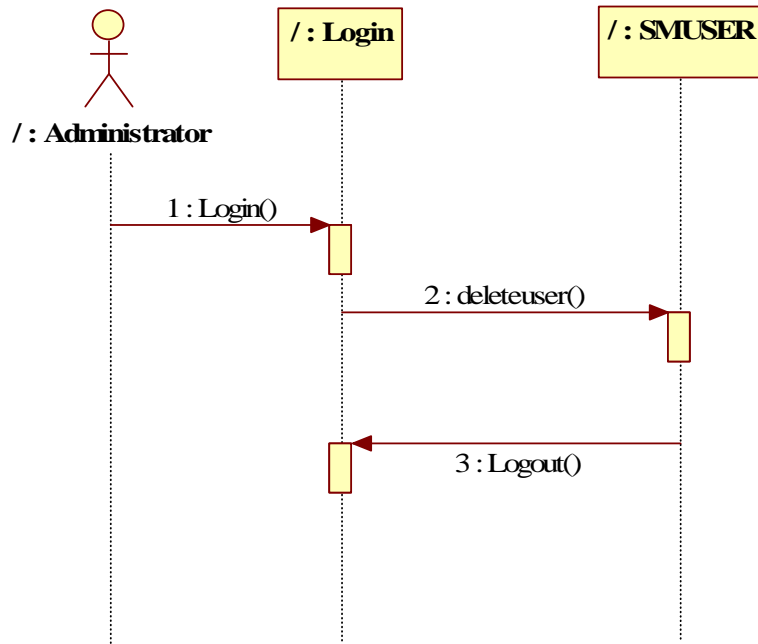 / : Login
/ : SMUSER
/ : Administrator
1 : Login()
2 : deleteuser()
3 : Logout()